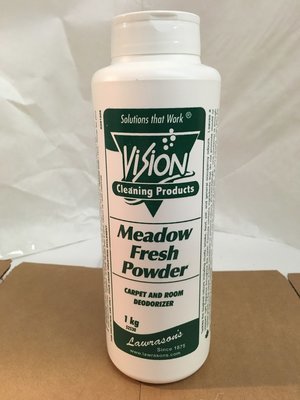 Solutions that Work®
VISION
Cleaning Products
Meadow
Fresh
Powder
CARPET AND ROOM
DEODORIZER
1 kg
Lawrason's
Since 1875
www.lawrasons.com